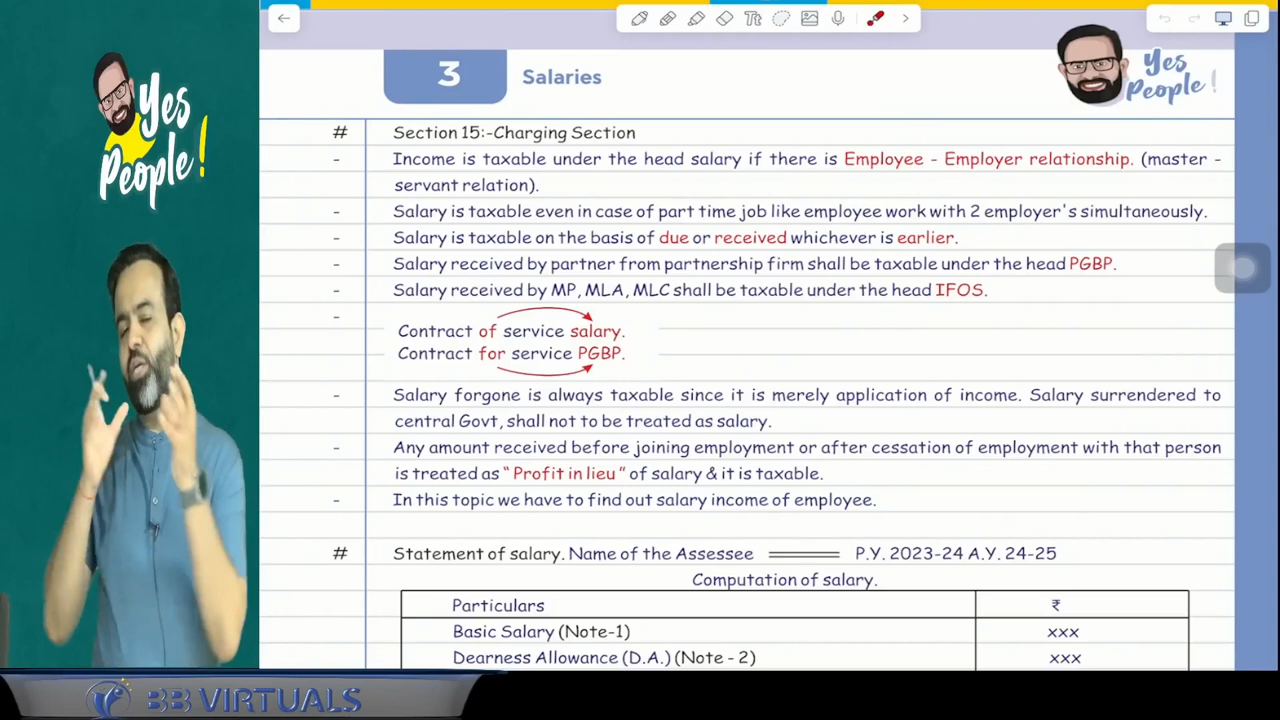 Yes
People!
3
Salaries
Yes
People!
# Section 15:-Charging Section
- Income is taxable under the head salary if there is Employee - Employer relationship. (master -
servant relation).
- Salary is taxable even in case of part time job like employee work with 2 employer's simultaneously.
- Salary is taxable on the basis of due or received whichever is earlier.
- Salary received by partner from partnership firm shall be taxable under the head PGBP.
- Salary received by MP, MLA, MLC shall be taxable under the head IFOS.
-
Contract of service salary.
Contract for service PGBP.
- Salary forgone is always taxable since it is merely application of income. Salary surrendered to
central Govt, shall not to be treated as salary.
- Any amount received before joining employment or after cessation of employment with that person
is treated as "Profit in lieu" of salary & it is taxable.
- In this topic we have to find out salary income of employee.
# Statement of salary. Name of the Assessee P.Y. 2023-24 A.Y. 24-25
Computation of salary.
Particulars ₹
Basic Salary (Note-1) xxx
Dearness Allowance (D.A.) (Note - 2) xxx
BB VIRTUALS